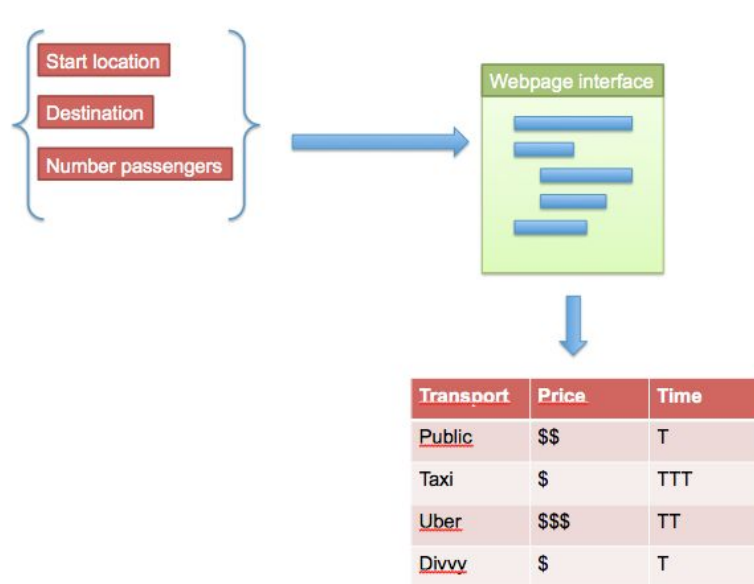 Start location
Destination
Number passengers
Webpage interface
Transport Price Time
Public $$ T
Taxi $ TTT
Uber $$$ TT
Divvy $ T